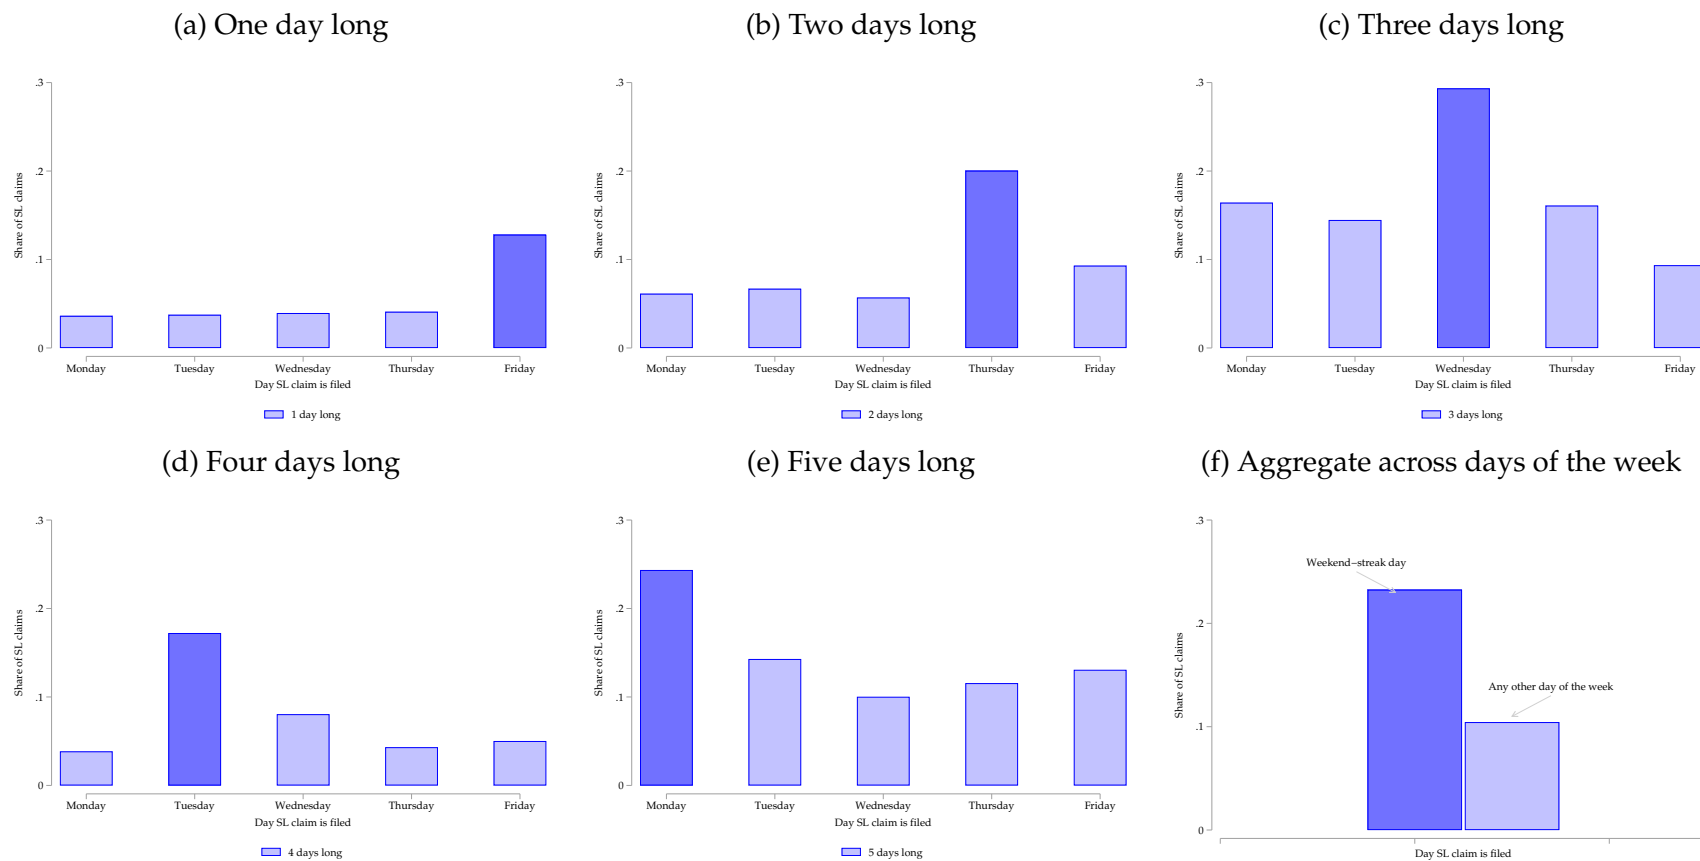 (a) One day long
Share of SL claims
.3
.2
.1
0
Monday Tuesday Wednesday Thursday Friday
Day SL claim is filed
1 day long
(b) Two days long
Share of SL claims
.3
.2
.1
0
Monday Tuesday Wednesday Thursday Friday
Day SL claim is filed
2 days long
(c) Three days long
Share of SL claims
.3
.2
.1
0
Monday Tuesday Wednesday Thursday Friday
Day SL claim is filed
3 days long
(d) Four days long
Share of SL claims
.3
.2
.1
0
Monday Tuesday Wednesday Thursday Friday
Day SL claim is filed
4 days long
(e) Five days long
Share of SL claims
.3
.2
.1
0
Monday Tuesday Wednesday Thursday Friday
Day SL claim is filed
5 days long
(f) Aggregate across days of the week
Share of SL claims
.3
.2
.1
0
Weekend−streak day
Any other day of the week
Day SL claim is filed